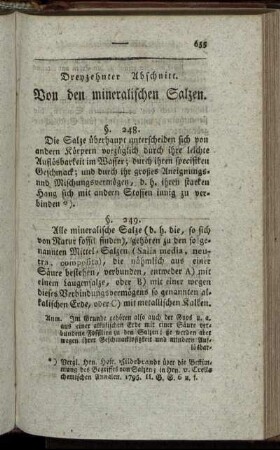 — 655
Dreyzehnter Abschnitt.
Von den mineralischen Salzen.
§. 248.
Die Salze überhaupt unterscheiden sich von
andern Körpern vorzüglich durch ihre leichte
Auflösbarkeit im Wasser; durch ihren specifiken
Geschmack; und durch ihr großes Aneignungs-
und Mischungsvermögen, d. h. ihren starken
Hang sich mit andern Stoffen innig zu ver-
binden *).
§. 249.
Alle mineralische Salze (d. h. die, so sich
von Natur fossil finden), gehören zu den so ge-
nannten Mittel-Salzen (Salia media, neu-
tra, composita), die nähmlich aus einer
Säure bestehen, verbunden, entweder A) mit
einem Laugensalze, oder B) mit einer wegen
dieses Verbindungsvermögens so genannten al-
kalischen Erde, oder C) mit metallischen Kalken.
Anm. Im Grunde gehören also auch der Gyps u. a.
aus einer alkalischen Erde mit einer Säure ver-
bundene Fossilien zu den Salzen: sie werden aber
wegen ihrer Geschmacklosigkeit und mindern Auf-
lösbar-
*) Vergl. Hrn. Hofr. Hildebrandt über die Bestim-
mung des Begriffes von Salzen; in Hrn. v. Crells
chemischen Annalen. 1795. II. B. S. 6 u. f.